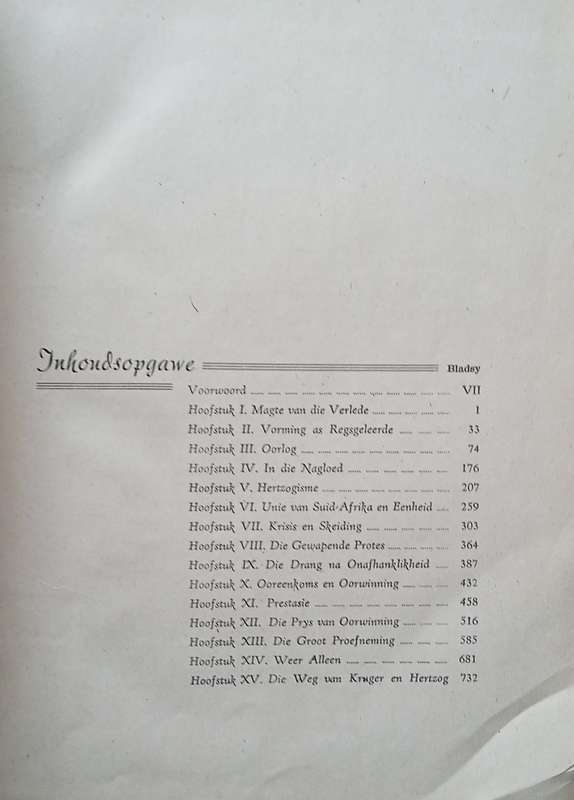 Inhoudsopgawe
Bladsy
Voorwoord ..... VII
Hoofstuk I. Magte van die Verlede ..... 1
Hoofstuk II. Vorming as Regsgeleerde ..... 33
Hoofstuk III. Oorlog ..... 74
Hoofstuk IV. In die Nagloed ..... 176
Hoofstuk V. Hertzogisme ..... 207
Hoofstuk VI. Unie van Suid-Afrika en Eenheid ..... 259
Hoofstuk VII. Krisis en Skeiding ..... 303
Hoofstuk VIII. Die Gewapende Protes ..... 364
Hoofstuk IX. Die Drang na Onafhanklikheid ..... 387
Hoofstuk X. Ooreenkoms en Oorwinning ..... 432
Hoofstuk XI. Prestasie ..... 458
Hoofstuk XII. Die Prys van Oorwinning ..... 516
Hoofstuk XIII. Die Groot Proefneming ..... 585
Hoofstuk XIV. Weer Alleen ..... 681
Hoofstuk XV. Die Weg van Kruger en Hertzog 732